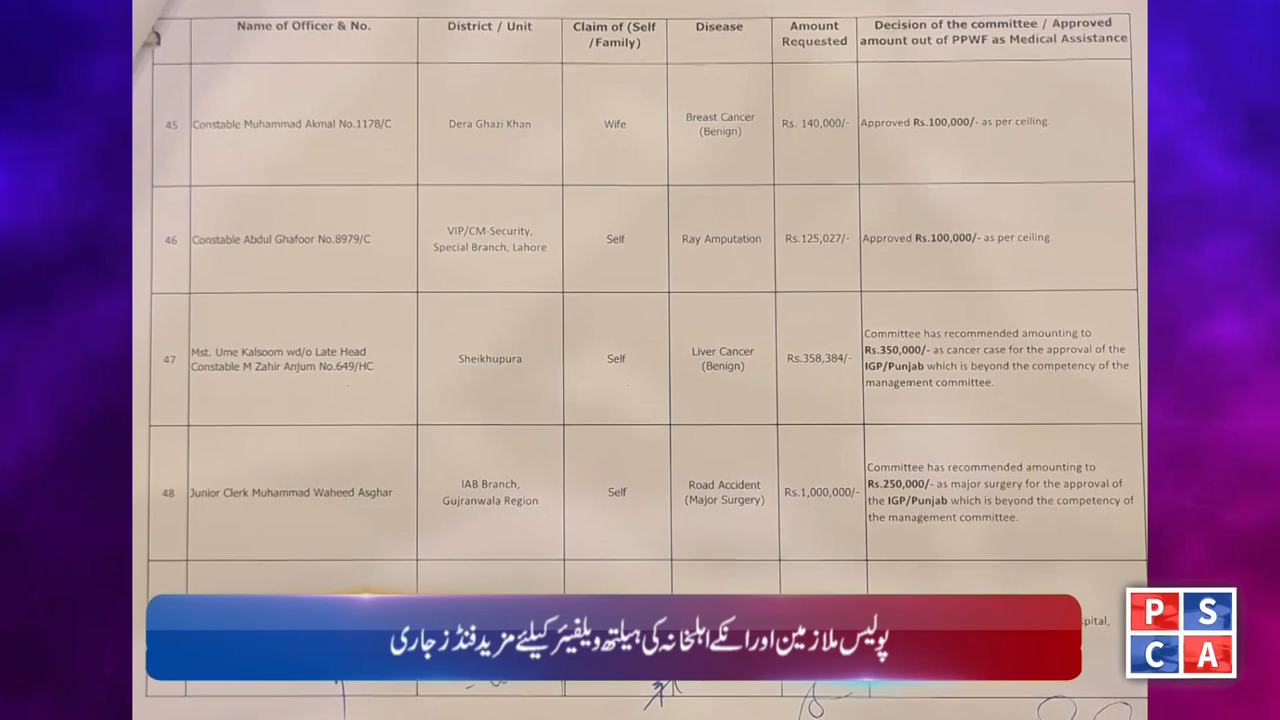 Name of Officer & No.
District / Unit
Claim of (Self
/Family)
Disease
Amount
Requested
Decision of the committee / Approved
amount out of PPWF as Medical Assistance
45
Constable Muhammad Akmal No.1178/C
Dera Ghazi Khan
Wife
Breast Cancer
(Benign)
Rs. 140,000/-
Approved Rs.100,000/- as per ceiling.
46
Constable Abdul Ghafoor No.8979/C
VIP/CM-Security,
Special Branch, Lahore
Self
Ray Amputation
Rs.125,027/-
Approved Rs.100,000/- as per ceiling.
47
Mst. Ume Kalsoom wd/o Late Head
Constable M Zahir Anjum No.649/HC
Sheikhupura
Self
Liver Cancer
(Benign)
Rs.358,384/-
Committee has recommended amounting to
Rs.350,000/- as cancer case for the approval of the
IGP/Punjab which is beyond the competency of the
management committee.
48
Junior Clerk Muhammad Waheed Asghar
IAB Branch,
Gujranwala Region
Self
Road Accident
(Major Surgery)
Rs.1,000,000/-
Committee has recommended amounting to
Rs.250,000/- as major surgery for the approval of
the IGP/Punjab which is beyond the competency of
the management committee.
پولیس ملازمین اور انکے اہلخانہ کی ہیلتھ ویلفیئر کیلئے مزید فنڈز جاری
P S
C A